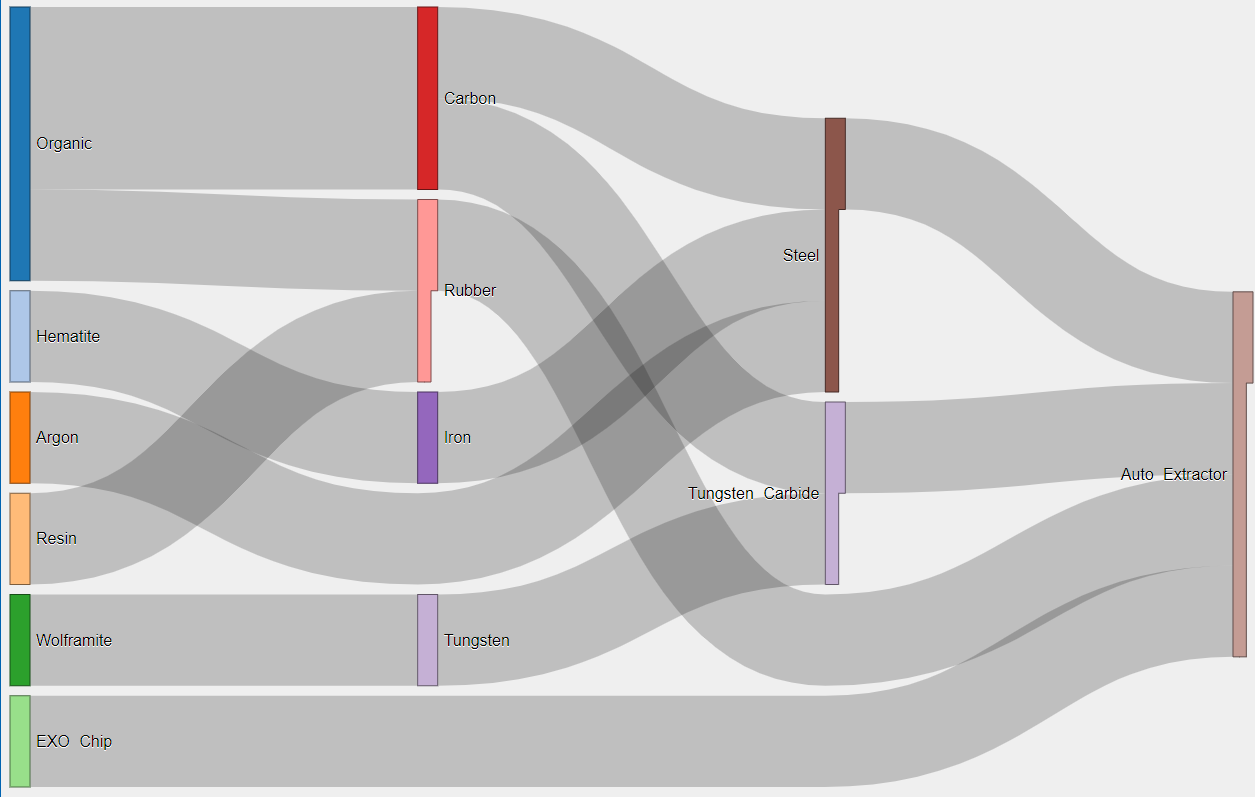 Organic
Hematite
Argon
Resin
Wolframite
EXO Chip
Carbon
Rubber
Iron
Tungsten
Steel
Tungsten Carbide
Auto Extractor